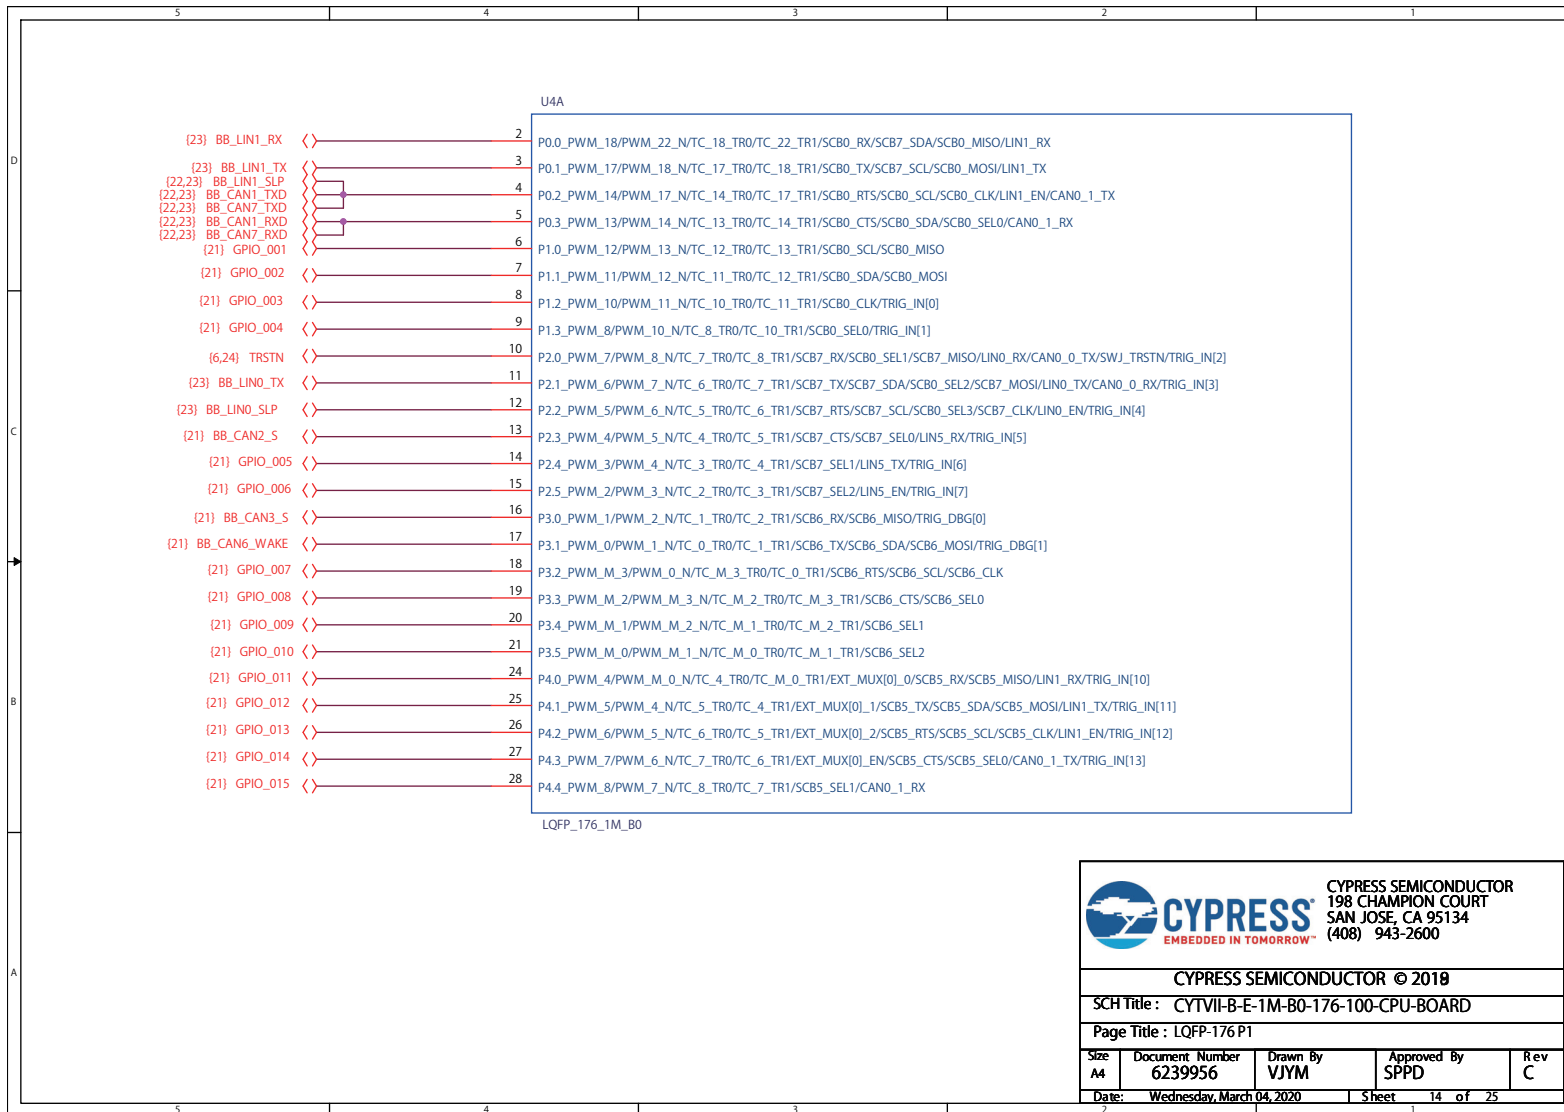 5 4 3 2 1
U4A
{23} BB_LIN1_RX 2 P0.0_PWM_18/PWM_22_N/TC_18_TR0/TC_22_TR1/SCB0_RX/SCB7_SDA/SCB0_MISO/LIN1_RX
D
{23} BB_LIN1_TX 3 P0.1_PWM_17/PWM_18_N/TC_17_TR0/TC_18_TR1/SCB0_TX/SCB7_SCL/SCB0_MOSI/LIN1_TX
{22,23} BB_LIN1_SLP
{22,23} BB_CAN1_TXD 4 P0.2_PWM_14/PWM_17_N/TC_14_TR0/TC_17_TR1/SCB0_RTS/SCB0_SCL/SCB0_CLK/LIN1_EN/CAN0_1_TX
{22,23} BB_CAN7_TXD
{22,23} BB_CAN1_RXD 5 P0.3_PWM_13/PWM_14_N/TC_13_TR0/TC_14_TR1/SCB0_CTS/SCB0_SDA/SCB0_SEL0/CAN0_1_RX
{22,23} BB_CAN7_RXD
{21} GPIO_001 6 P1.0_PWM_12/PWM_13_N/TC_12_TR0/TC_13_TR1/SCB0_SCL/SCB0_MISO
{21} GPIO_002 7 P1.1_PWM_11/PWM_12_N/TC_11_TR0/TC_12_TR1/SCB0_SDA/SCB0_MOSI
{21} GPIO_003 8 P1.2_PWM_10/PWM_11_N/TC_10_TR0/TC_11_TR1/SCB0_CLK/TRIG_IN[0]
{21} GPIO_004 9 P1.3_PWM_8/PWM_10_N/TC_8_TR0/TC_10_TR1/SCB0_SEL0/TRIG_IN[1]
{6,24} TRSTN 10 P2.0_PWM_7/PWM_8_N/TC_7_TR0/TC_8_TR1/SCB7_RX/SCB0_SEL1/SCB7_MISO/LIN0_RX/CAN0_0_TX/SWJ_TRSTN/TRIG_IN[2]
{23} BB_LIN0_TX 11 P2.1_PWM_6/PWM_7_N/TC_6_TR0/TC_7_TR1/SCB7_TX/SCB7_SDA/SCB0_SEL2/SCB7_MOSI/LIN0_TX/CAN0_0_RX/TRIG_IN[3]
{23} BB_LIN0_SLP 12 P2.2_PWM_5/PWM_6_N/TC_5_TR0/TC_6_TR1/SCB7_RTS/SCB7_SCL/SCB0_SEL3/SCB7_CLK/LIN0_EN/TRIG_IN[4]
C
{21} BB_CAN2_S 13 P2.3_PWM_4/PWM_5_N/TC_4_TR0/TC_5_TR1/SCB7_CTS/SCB7_SEL0/LIN5_RX/TRIG_IN[5]
{21} GPIO_005 14 P2.4_PWM_3/PWM_4_N/TC_3_TR0/TC_4_TR1/SCB7_SEL1/LIN5_TX/TRIG_IN[6]
{21} GPIO_006 15 P2.5_PWM_2/PWM_3_N/TC_2_TR0/TC_3_TR1/SCB7_SEL2/LIN5_EN/TRIG_IN[7]
{21} BB_CAN3_S 16 P3.0_PWM_1/PWM_2_N/TC_1_TR0/TC_2_TR1/SCB6_RX/SCB6_MISO/TRIG_DBG[0]
{21} BB_CAN6_WAKE 17 P3.1_PWM_0/PWM_1_N/TC_0_TR0/TC_1_TR1/SCB6_TX/SCB6_SDA/SCB6_MOSI/TRIG_DBG[1]
{21} GPIO_007 18 P3.2_PWM_M_3/PWM_0_N/TC_M_3_TR0/TC_0_TR1/SCB6_RTS/SCB6_SCL/SCB6_CLK
{21} GPIO_008 19 P3.3_PWM_M_2/PWM_M_3_N/TC_M_2_TR0/TC_M_3_TR1/SCB6_CTS/SCB6_SEL0
{21} GPIO_009 20 P3.4_PWM_M_1/PWM_M_2_N/TC_M_1_TR0/TC_M_2_TR1/SCB6_SEL1
{21} GPIO_010 21 P3.5_PWM_M_0/PWM_M_1_N/TC_M_0_TR0/TC_M_1_TR1/SCB6_SEL2
{21} GPIO_011 24 P4.0_PWM_4/PWM_M_0_N/TC_4_TR0/TC_M_0_TR1/EXT_MUX[0]_0/SCB5_RX/SCB5_MISO/LIN1_RX/TRIG_IN[10]
B
{21} GPIO_012 25 P4.1_PWM_5/PWM_4_N/TC_5_TR0/TC_4_TR1/EXT_MUX[0]_1/SCB5_TX/SCB5_SDA/SCB5_MOSI/LIN1_TX/TRIG_IN[11]
{21} GPIO_013 26 P4.2_PWM_6/PWM_5_N/TC_6_TR0/TC_5_TR1/EXT_MUX[0]_2/SCB5_RTS/SCB5_SCL/SCB5_CLK/LIN1_EN/TRIG_IN[12]
{21} GPIO_014 27 P4.3_PWM_7/PWM_6_N/TC_7_TR0/TC_6_TR1/EXT_MUX[0]_EN/SCB5_CTS/SCB5_SEL0/CAN0_1_TX/TRIG_IN[13]
{21} GPIO_015 28 P4.4_PWM_8/PWM_7_N/TC_8_TR0/TC_7_TR1/SCB5_SEL1/CAN0_1_RX
LQFP_176_1M_B0
A
CYPRESS
EMBEDDED IN TOMORROW™
CYPRESS SEMICONDUCTOR
198 CHAMPION COURT
SAN JOSE, CA 95134
(408) 943-2600
CYPRESS SEMICONDUCTOR ©
SCH Title : CYTVII-B-E-1M-B0-176-100-CPU-BOARD
Page Title : LQFP-176 P1
Size Document Number Drawn By Approved By Rev
A4 6239956 VJYM SPPD C
Date: Wednesday, March 04, 2020 Sheet 14 of 25
5 4 3 2 1